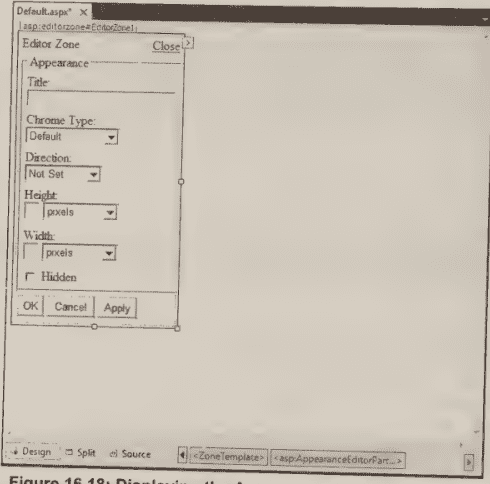 Default.aspx* ×
asp:editorzone#EditorZone1
Editor Zone Close
Appearance
Title:
Chrome Type:
Default
Direction:
Not Set
Height:
pixels
Width:
pixels
Hidden
OK Cancel Apply
Design Split Source <ZoneTemplate> <asp:AppearanceEditorPart...>
Figure 16.18: Displaying the